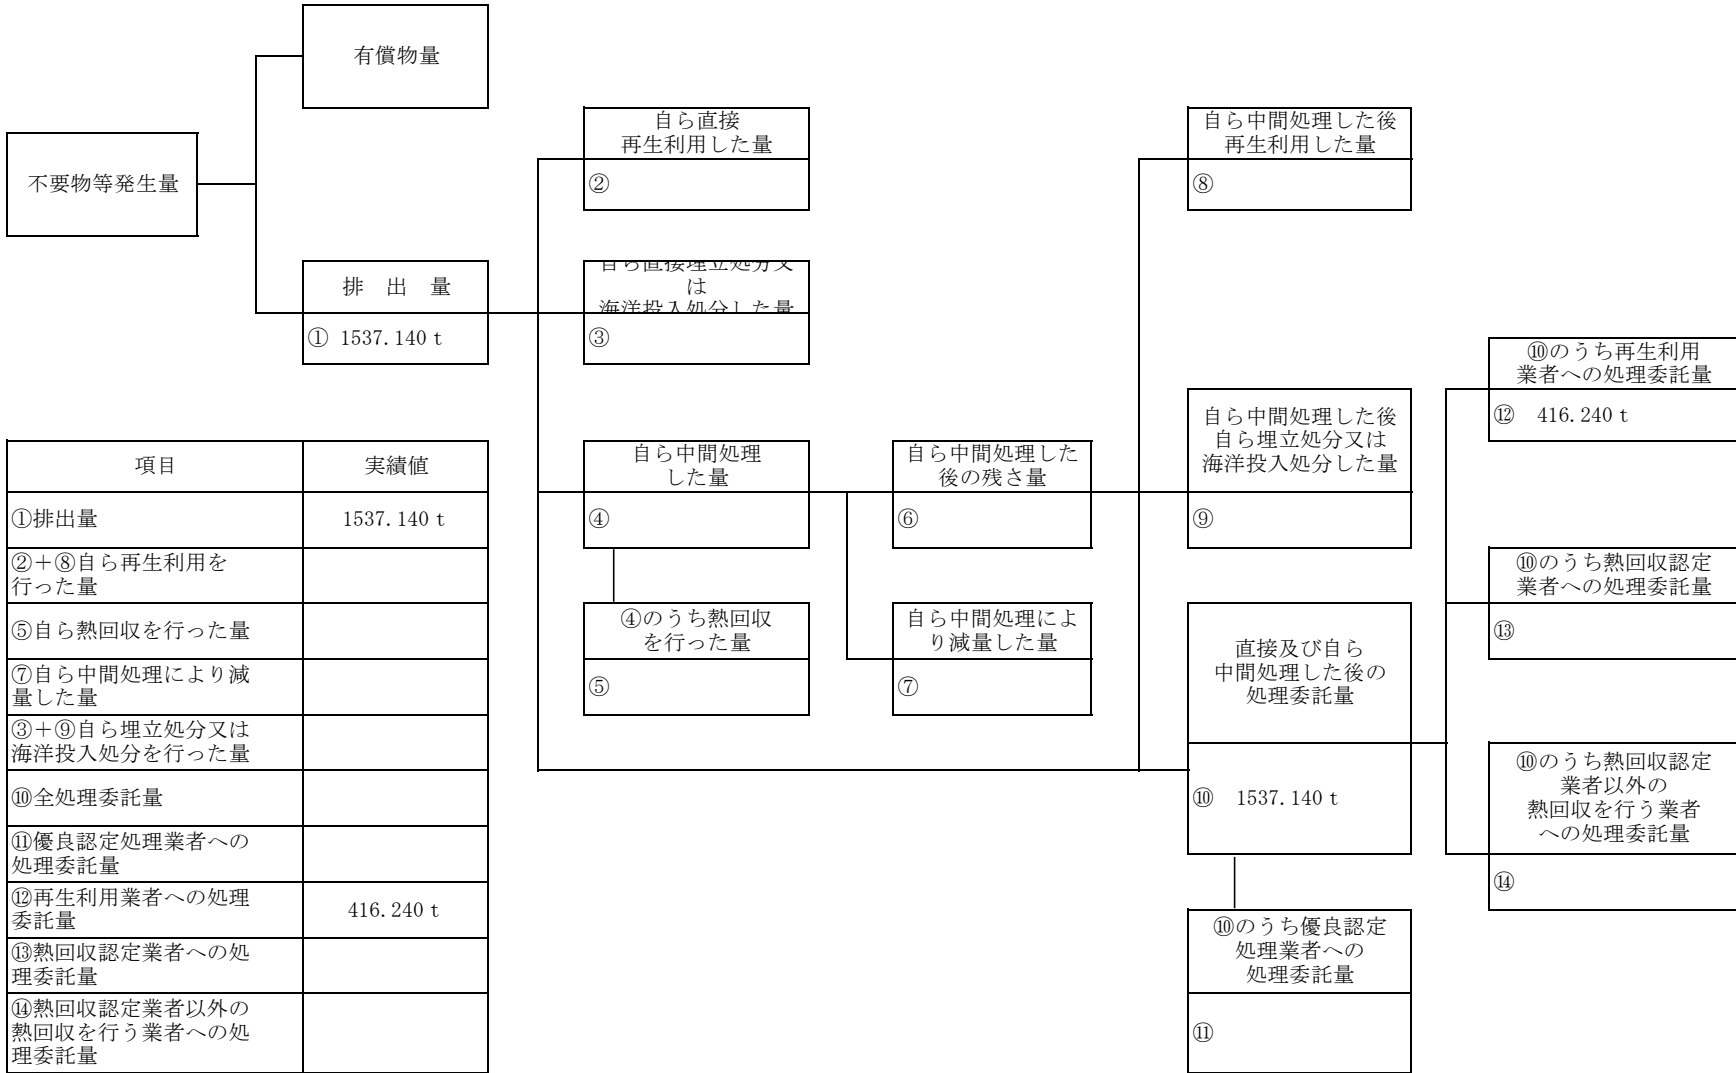 有償物量
不要物等発生量
排 出 量
① 1537.140 t
自ら直接
再生利用した量
②
自ら直接埋立処分又
は
海洋投入処分した量
③
自ら中間処理
した量
④
④のうち熱回収
を行った量
⑤
自ら中間処理した
後の残さ量
⑥
自ら中間処理によ
り減量した量
⑦
自ら中間処理した後
再生利用した量
⑧
自ら中間処理した後
自ら埋立処分又は
海洋投入処分した量
⑨
直接及び自ら
中間処理した後の
処理委託量
⑩ 1537.140 t
⑩のうち優良認定
処理業者への
処理委託量
⑪
⑩のうち再生利用
業者への処理委託量
⑫ 416.240 t
⑩のうち熱回収認定
業者への処理委託量
⑬
⑩のうち熱回収認定
業者以外の
熱回収を行う業者
への処理委託量
⑭
項目 実績値
①排出量 1537.140 t
②＋⑧自ら再生利用を
行った量
⑤自ら熱回収を行った量
⑦自ら中間処理により減
量した量
③＋⑨自ら埋立処分又は
海洋投入処分を行った量
⑩全処理委託量
⑪優良認定処理業者への
処理委託量
⑫再生利用業者への処理
委託量 416.240 t
⑬熱回収認定業者への処
理委託量
⑭熱回収認定業者以外の
熱回収を行う業者への処
理委託量